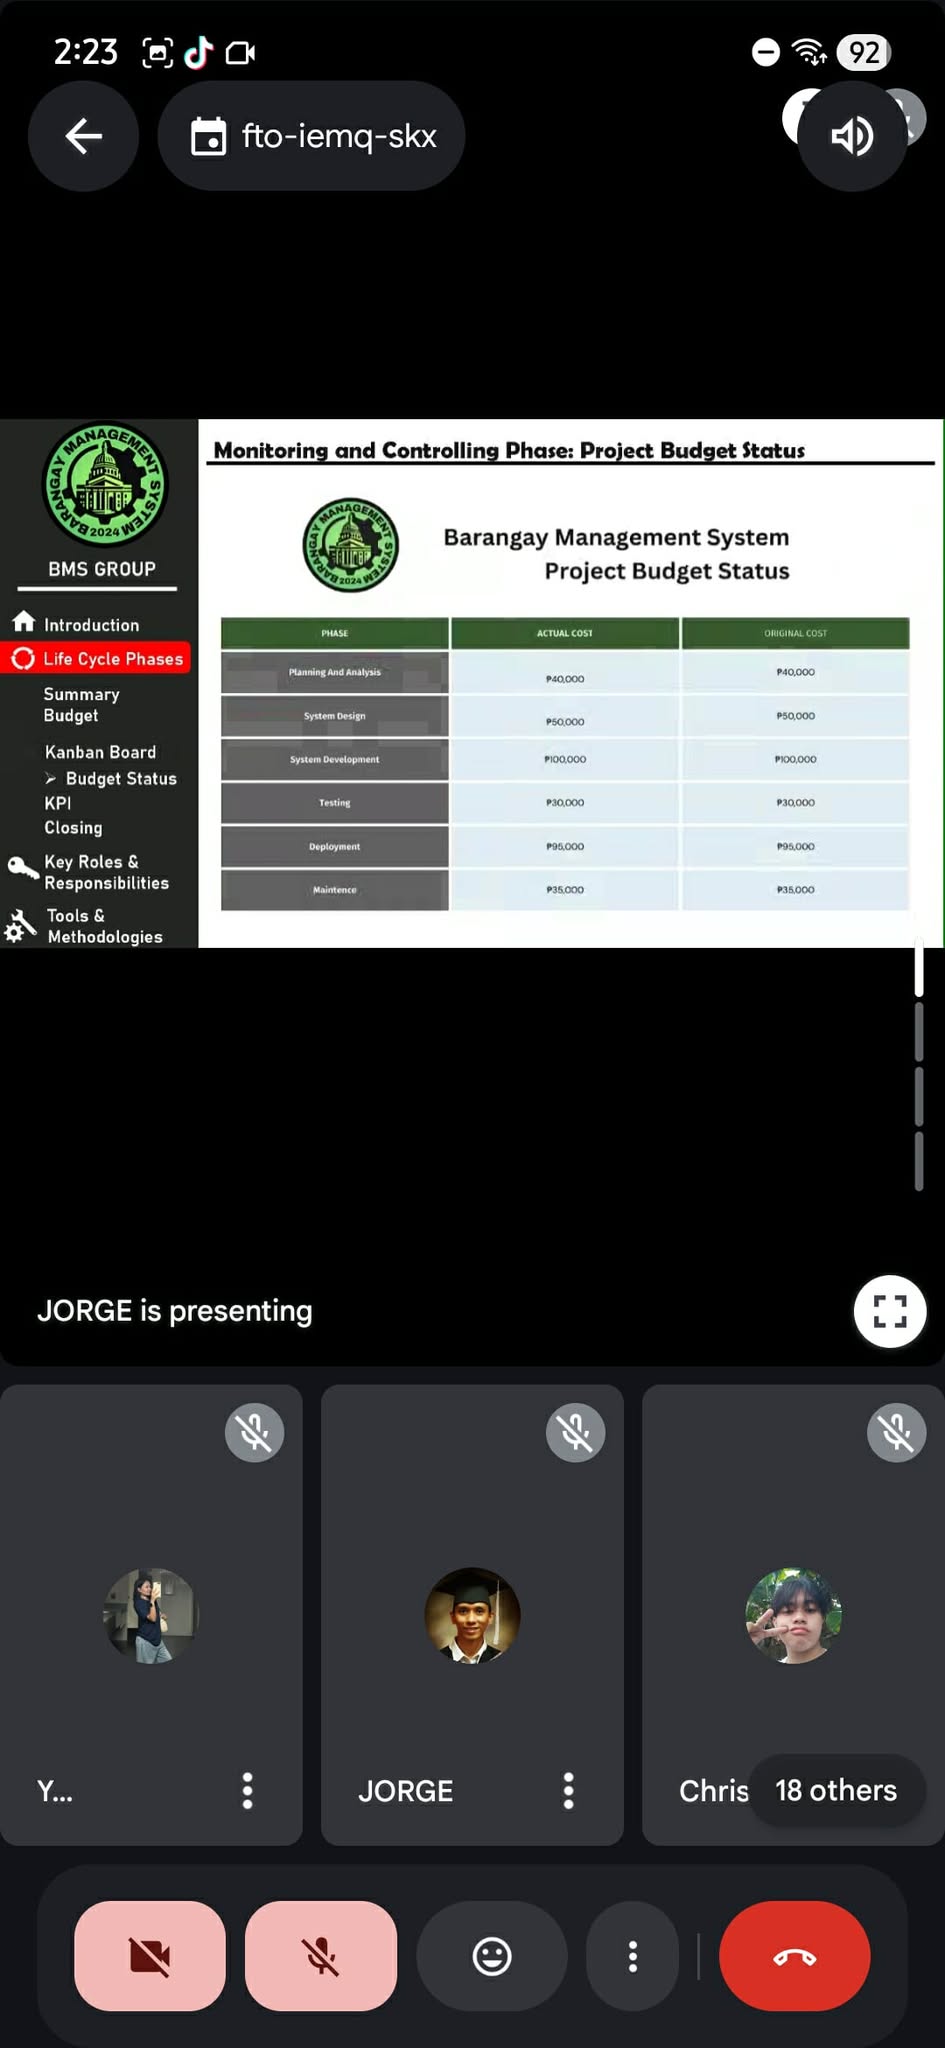 2:23
92
fto-iemq-skx
BARANGAY MANAGEMENT SYSTEM
2024
BMS GROUP
Introduction
Life Cycle Phases
Summary
Budget
Kanban Board
➢ Budget Status
KPI
Closing
Key Roles &
Responsibilities
Tools &
Methodologies
Monitoring and Controlling Phase: Project Budget Status
BARANGAY MANAGEMENT SYSTEM
2024
Barangay Management System
Project Budget Status
PHASE ACTUAL COST ORIGINAL COST
Planning And Analysis ₱40,000 ₱40,000
System Design ₱50,000 ₱50,000
System Development ₱100,000 ₱100,000
Testing ₱30,000 ₱30,000
Deployment ₱95,000 ₱95,000
Maintence ₱35,000 ₱35,000
JORGE is presenting
Y...
JORGE
Chris
18 others